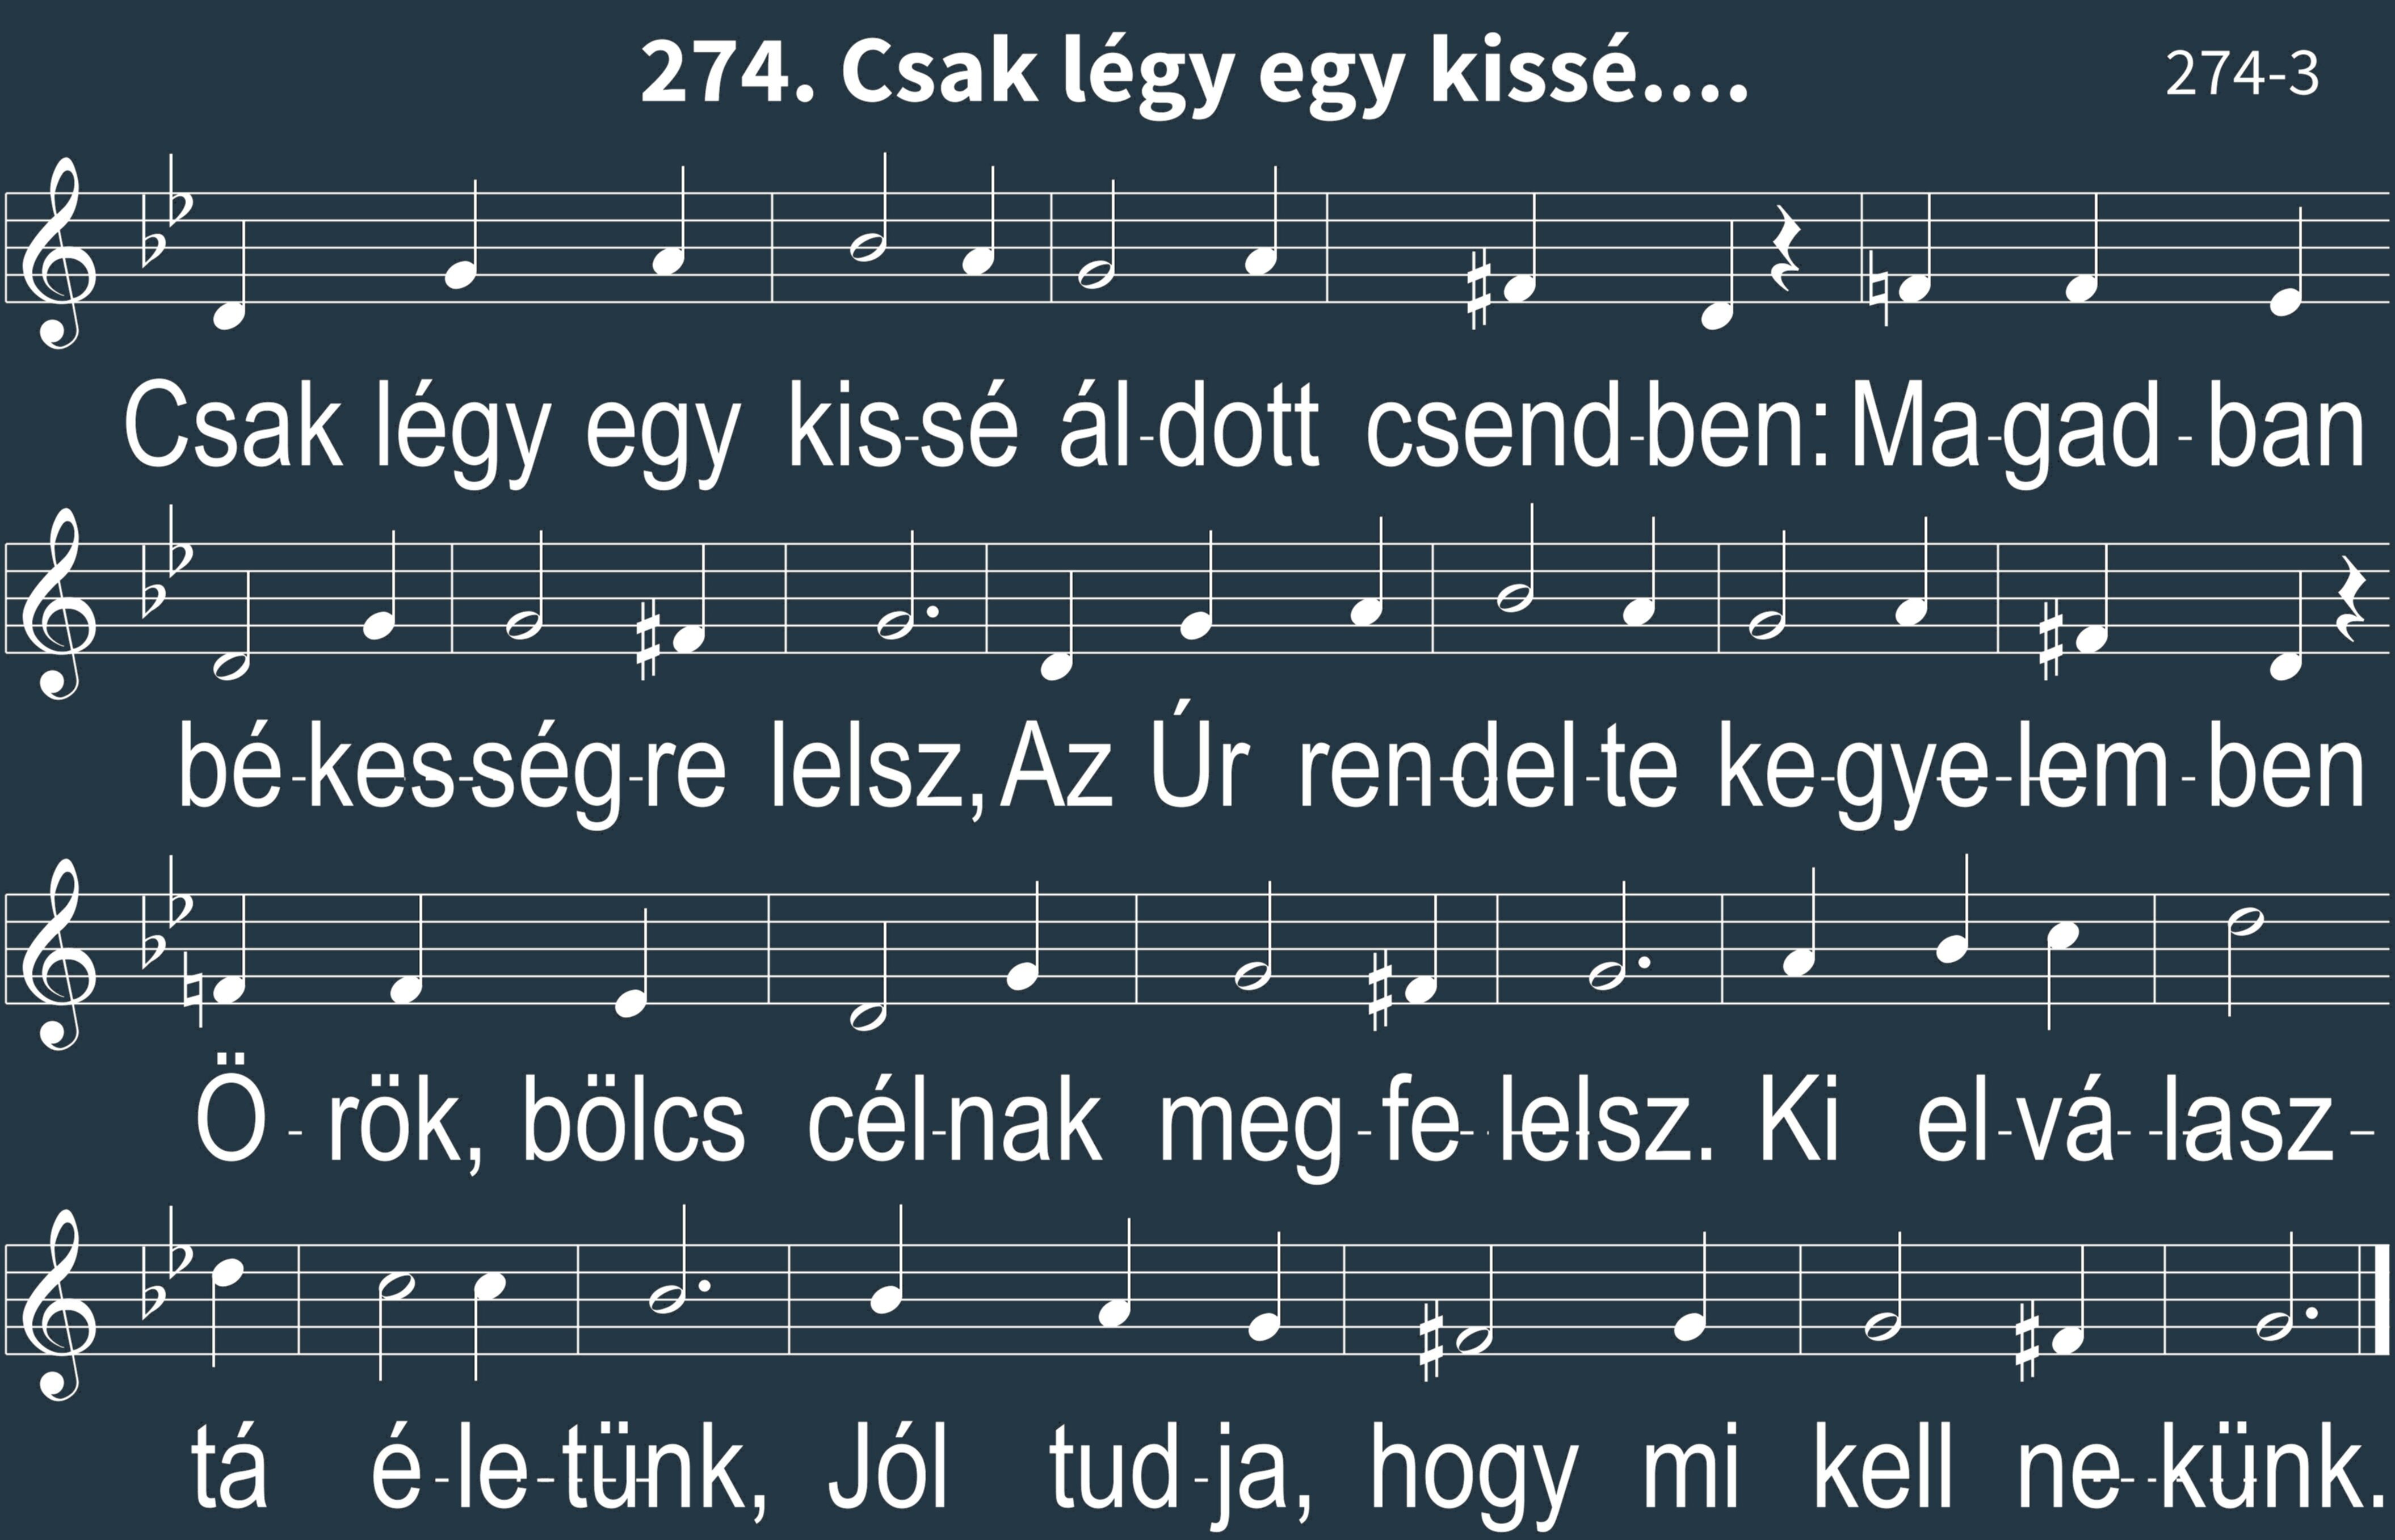 274. Csak légy egy kissé.... 274-3
Csak légy egy kis-sé ál-dott csend-ben: Ma-gad-ban
bé-kes-ség-re lelsz, Az Úr ren-del-te ke-gye-lem-ben
Ö-rök, bölcs cél-nak meg-fe-lelsz. Ki el-vá-lasz-
tá é-le-tünk, Jól tud-ja, hogy mi kell ne-künk.